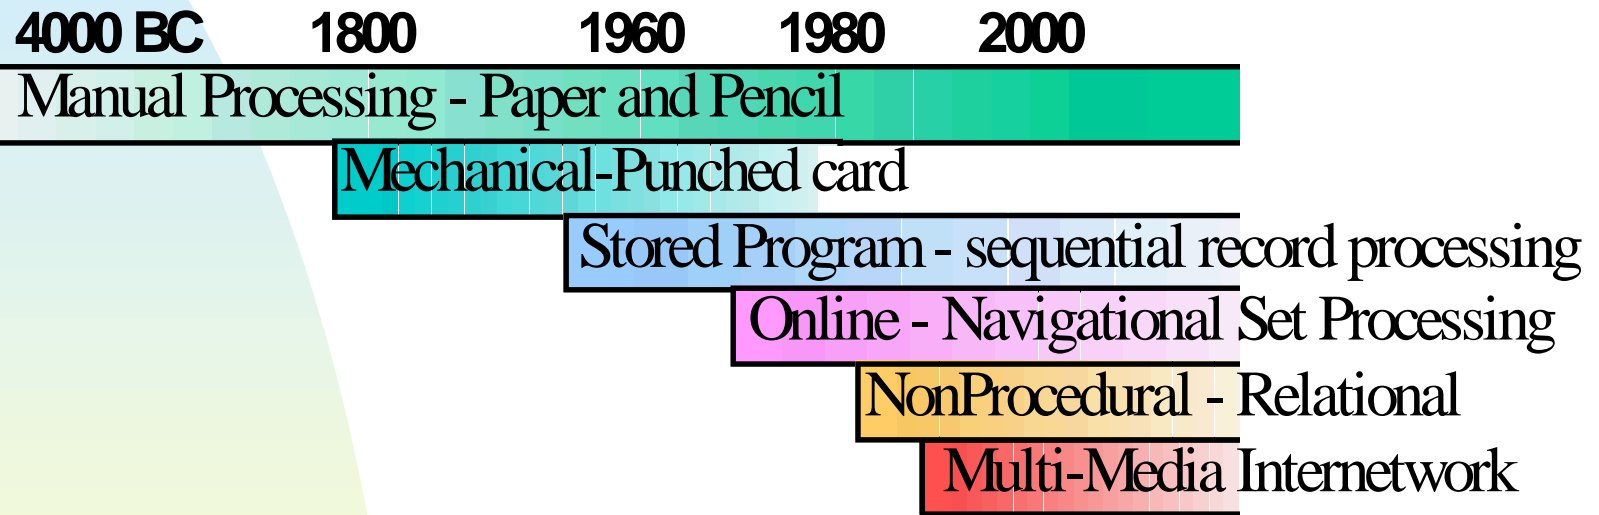 4000 BC 1800 1960 1980 2000
Manual Processing - Paper and Pencil
Mechanical-Punched card
Stored Program - sequential record processing
Online - Navigational Set Processing
NonProcedural - Relational
Multi-Media Internetwork